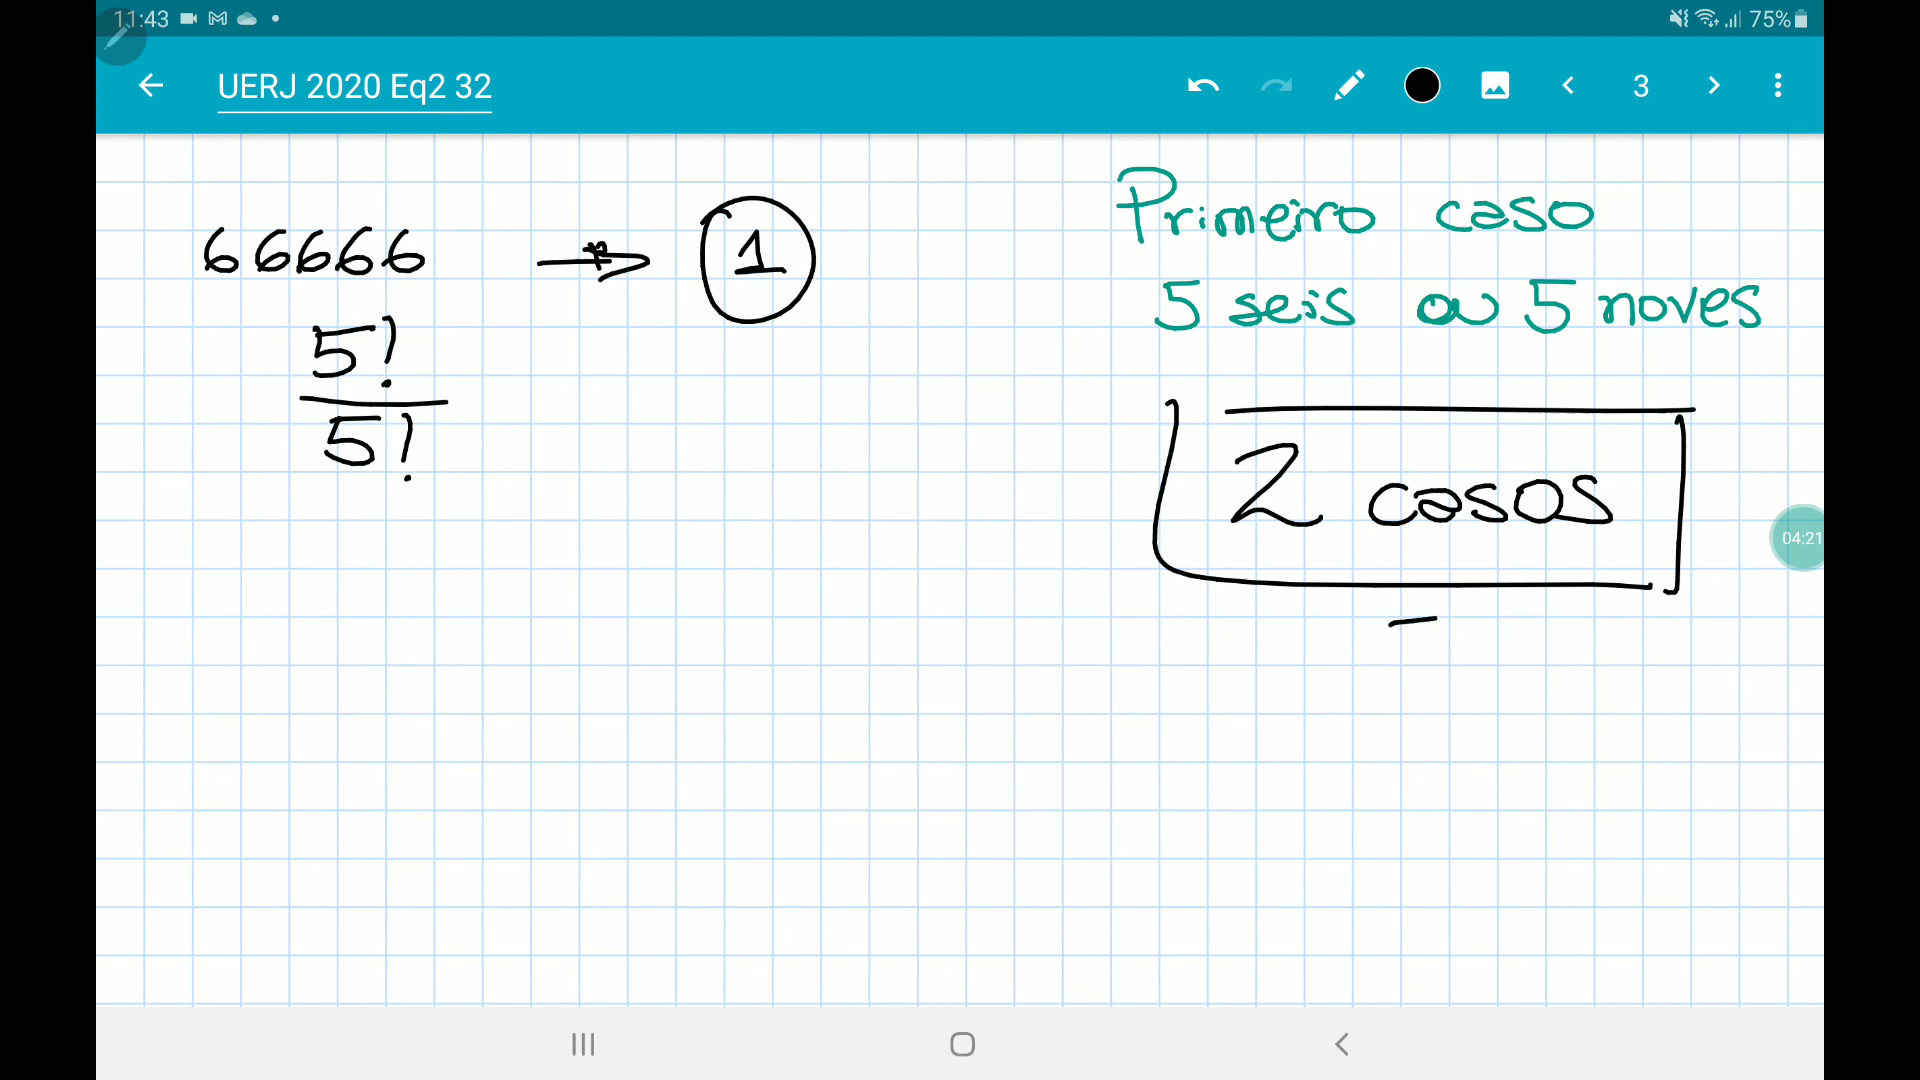 11:43
75%
UERJ 2020 Eq2 32
3
66666 → 1
5!
5!
Primeiro caso
5 seis ou 5 noves
2 casos
04:21